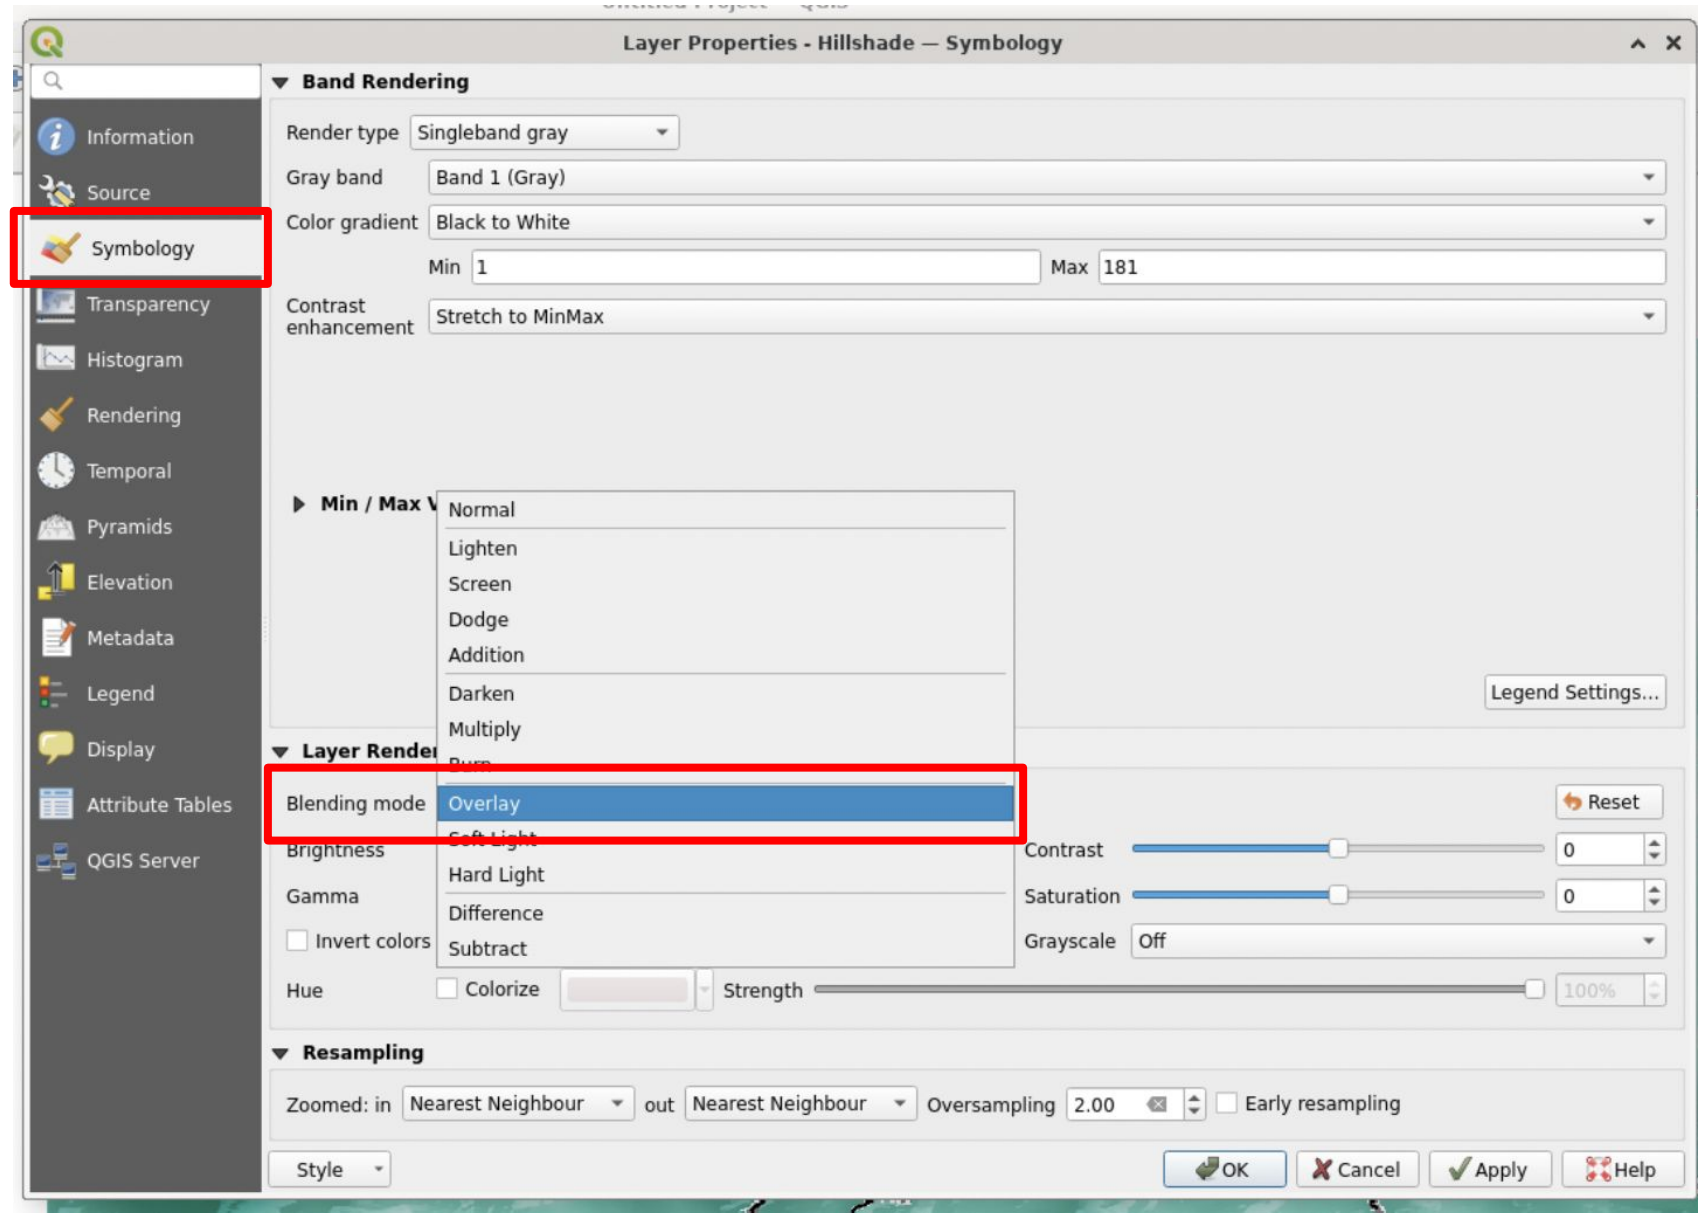 Layer Properties - Hillshade — Symbology
Band Rendering
Information
Render type Singleband gray
Gray band Band 1 (Gray)
Source
Color gradient Black to White
Symbology
Min 1 Max 181
Transparency
Contrast enhancement Stretch to MinMax
Histogram
Rendering
Temporal
Min / Max V
Normal
Pyramids
Lighten
Elevation
Screen
Dodge
Metadata
Addition
Legend
Darken
Legend Settings...
Multiply
Display
Layer Render
Burn
Attribute Tables
Blending mode Overlay
Reset
Soft Light
QGIS Server
Brightness
Contrast 0
Hard Light
Gamma
Saturation 0
Difference
Invert colors
Grayscale Off
Subtract
Hue Colorize Strength 100%
Resampling
Zoomed: in Nearest Neighbour out Nearest Neighbour Oversampling 2.00 Early resampling
Style OK Cancel Apply Help